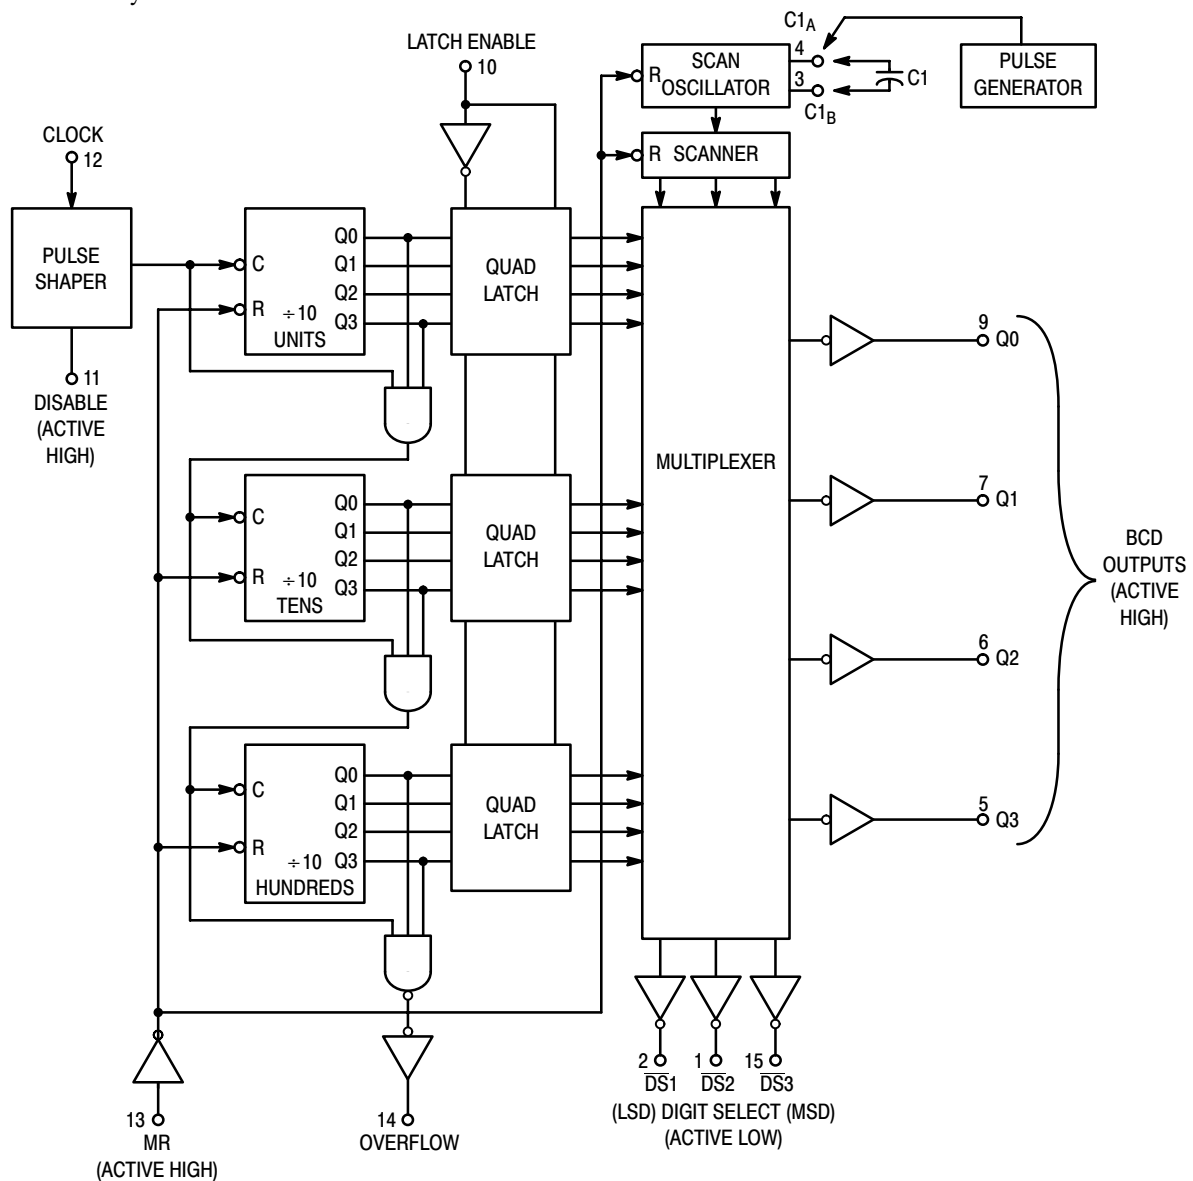 LATCH ENABLE
10
C1A
4
3
C1B
C1
R
SCAN
OSCILLATOR
PULSE
GENERATOR
R SCANNER
CLOCK
12
PULSE
SHAPER
11
DISABLE
(ACTIVE
HIGH)
C
R
÷10
UNITS
Q0
Q1
Q2
Q3
QUAD
LATCH
C
R
÷10
TENS
Q0
Q1
Q2
Q3
QUAD
LATCH
C
R
÷10
HUNDREDS
Q0
Q1
Q2
Q3
QUAD
LATCH
MULTIPLEXER
9
Q0
7
Q1
6
Q2
5
Q3
BCD
OUTPUTS
(ACTIVE
HIGH)
13
MR
(ACTIVE HIGH)
14
OVERFLOW
2
DS1
1
DS2
15
DS3
(LSD) DIGIT SELECT (MSD)
(ACTIVE LOW)